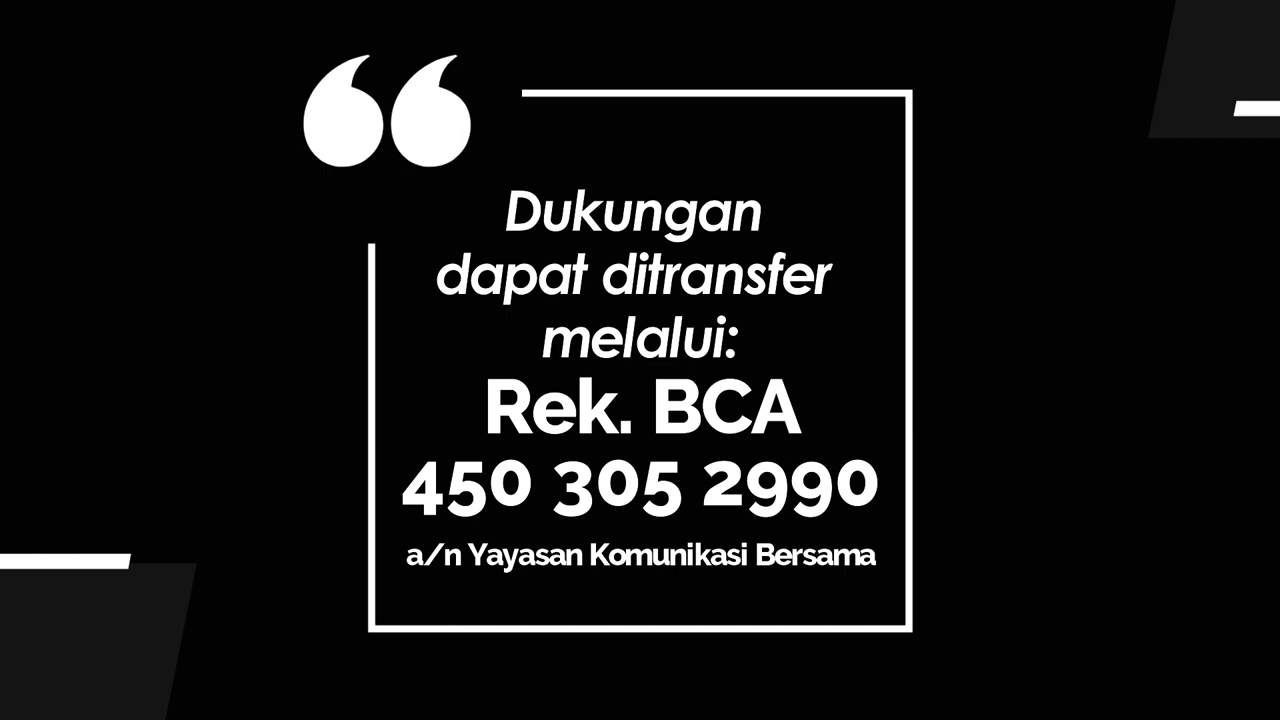 Dukungan
dapat ditransfer
melalui:
Rek. BCA
450 305 2990
a/n Yayasan Komunikasi Bersama